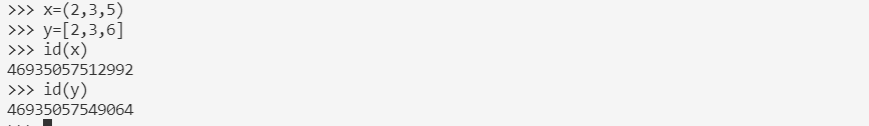 >>> x=(2,3,5)
>>> y=[2,3,6]
>>> id(x)
46935057512992
>>> id(y)
46935057549064
>>>